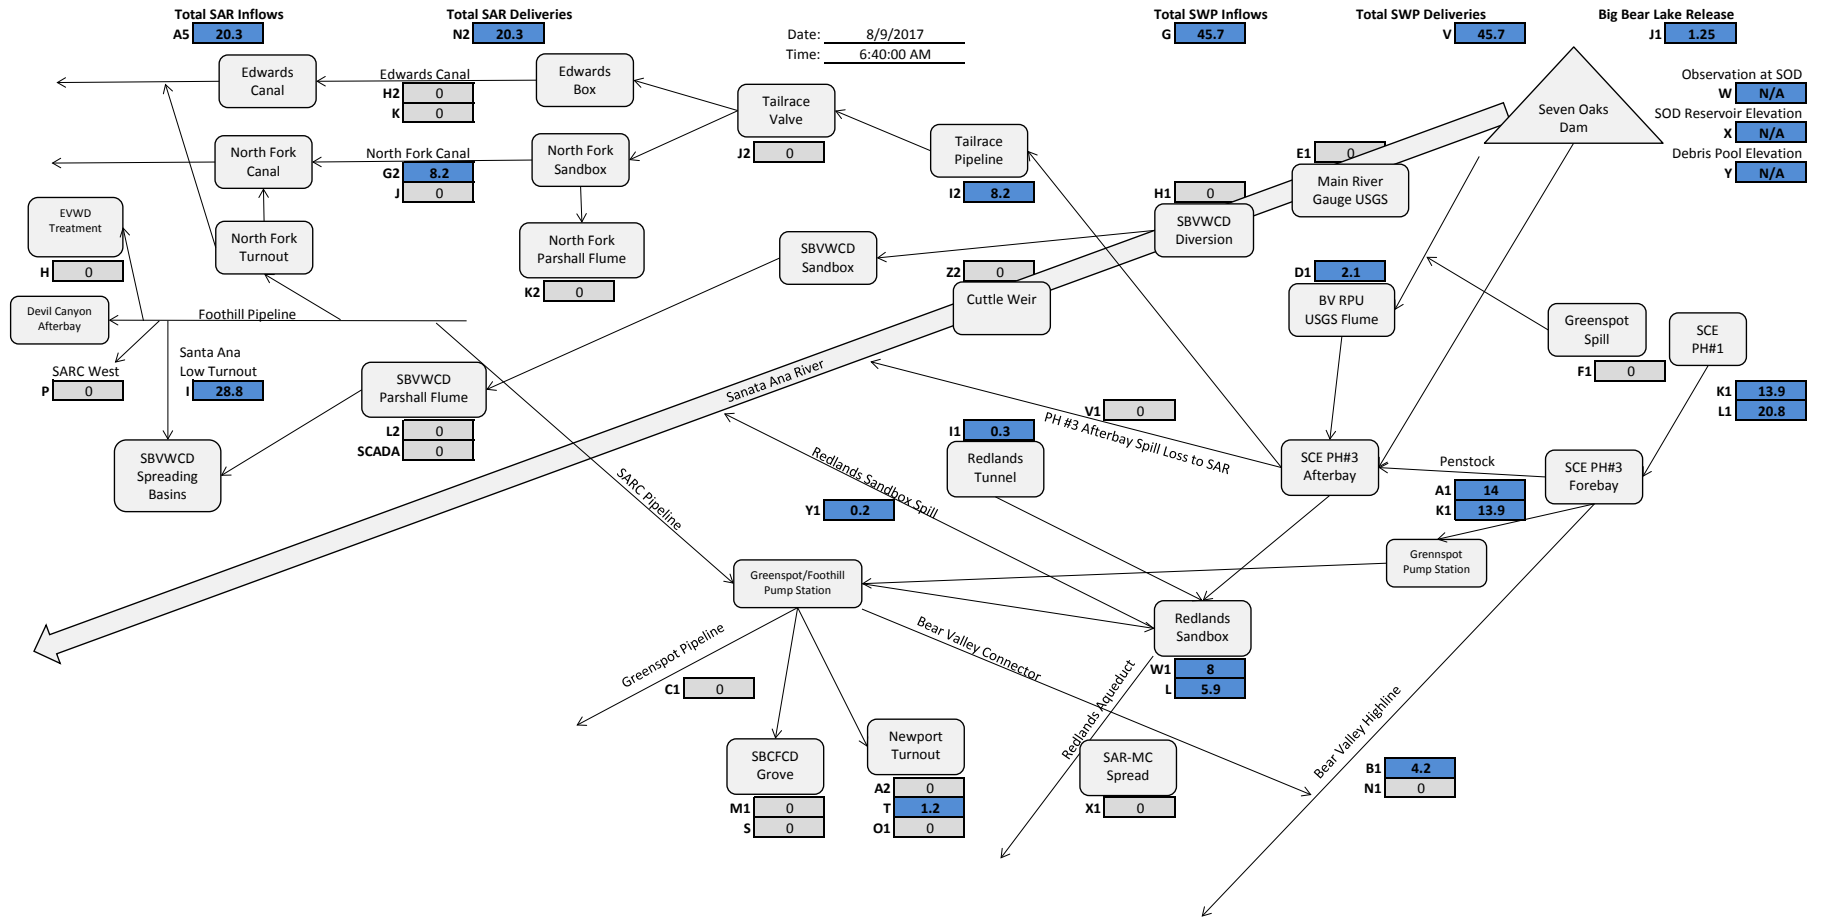 Total SAR Inflows
A5 20.3
Total SAR Deliveries
N2 20.3
Date: 8/9/2017
Time: 6:40:00 AM
Total SWP Inflows
G 45.7
Total SWP Deliveries
V 45.7
Big Bear Lake Release
J1 1.25
Observation at SOD
W N/A
SOD Reservoir Elevation
X N/A
Debris Pool Elevation
Y N/A
Seven Oaks
Dam
Edwards
Canal
Edwards Canal
H2 0
K 0
Edwards
Box
Tailrace
Valve
J2 0
Tailrace
Pipeline
I2 8.2
North Fork
Canal
North Fork Canal
G2 8.2
J 0
North Fork
Sandbox
E1 0
Main River
Gauge USGS
H1 0
SBVWCD
Diversion
EVWD
Treatment
H 0
North Fork
Turnout
North Fork
Parshall Flume
K2 0
SBVWCD
Sandbox
Z2 0
Cuttle Weir
D1 2.1
BV RPU
USGS Flume
Greenspot
Spill
F1 0
SCE
PH#1
K1 13.9
L1 20.8
Devil Canyon
Afterbay
Foothill Pipeline
SARC West
P 0
Santa Ana
Low Turnout
I 28.8
SBVWCD
Parshall Flume
L2 0
SCADA 0
SBVWCD
Spreading
Basins
Sanata Ana River
V1 0
PH #3 Afterbay Spill Loss to SAR
I1 0.3
Redlands
Tunnel
SCE PH#3
Afterbay
Penstock
A1 14
K1 13.9
SCE PH#3
Forebay
SARC Pipeline
Redlands Sandbox Spill
Y1 0.2
Grennspot
Pump Station
Greenspot/Foothill
Pump Station
Redlands
Sandbox
W1 8
L 5.9
Greenspot Pipeline
C1 0
Bear Valley Connector
Redlands Aqueduct
Bear Valley Highline
SBCFCD
Grove
M1 0
S 0
Newport
Turnout
A2 0
T 1.2
O1 0
SAR-MC
Spread
X1 0
B1 4.2
N1 0